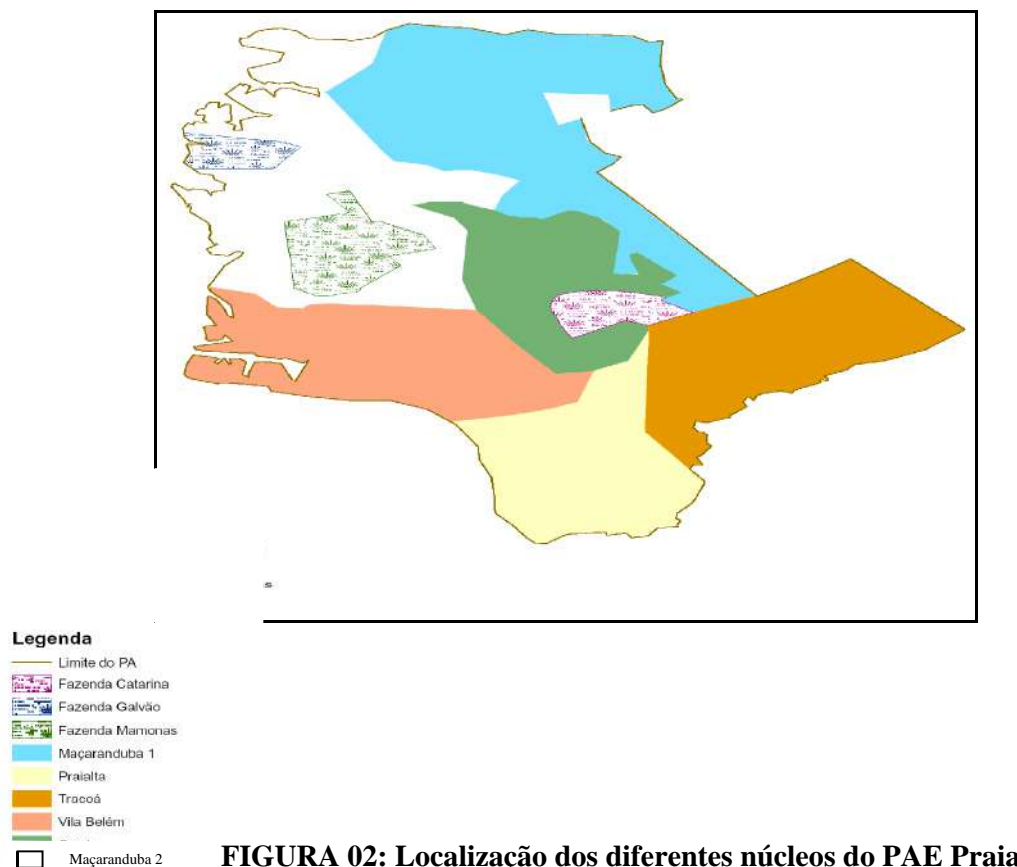 s
Legenda
Limite do PA
Fazenda Catarina
Fazenda Galvão
Fazenda Mamonas
Maçaranduba 1
Praialta
Tracoá
Vila Belém
Maçaranduba 2
FIGURA 02: Localização dos diferentes núcleos do PAE Praia